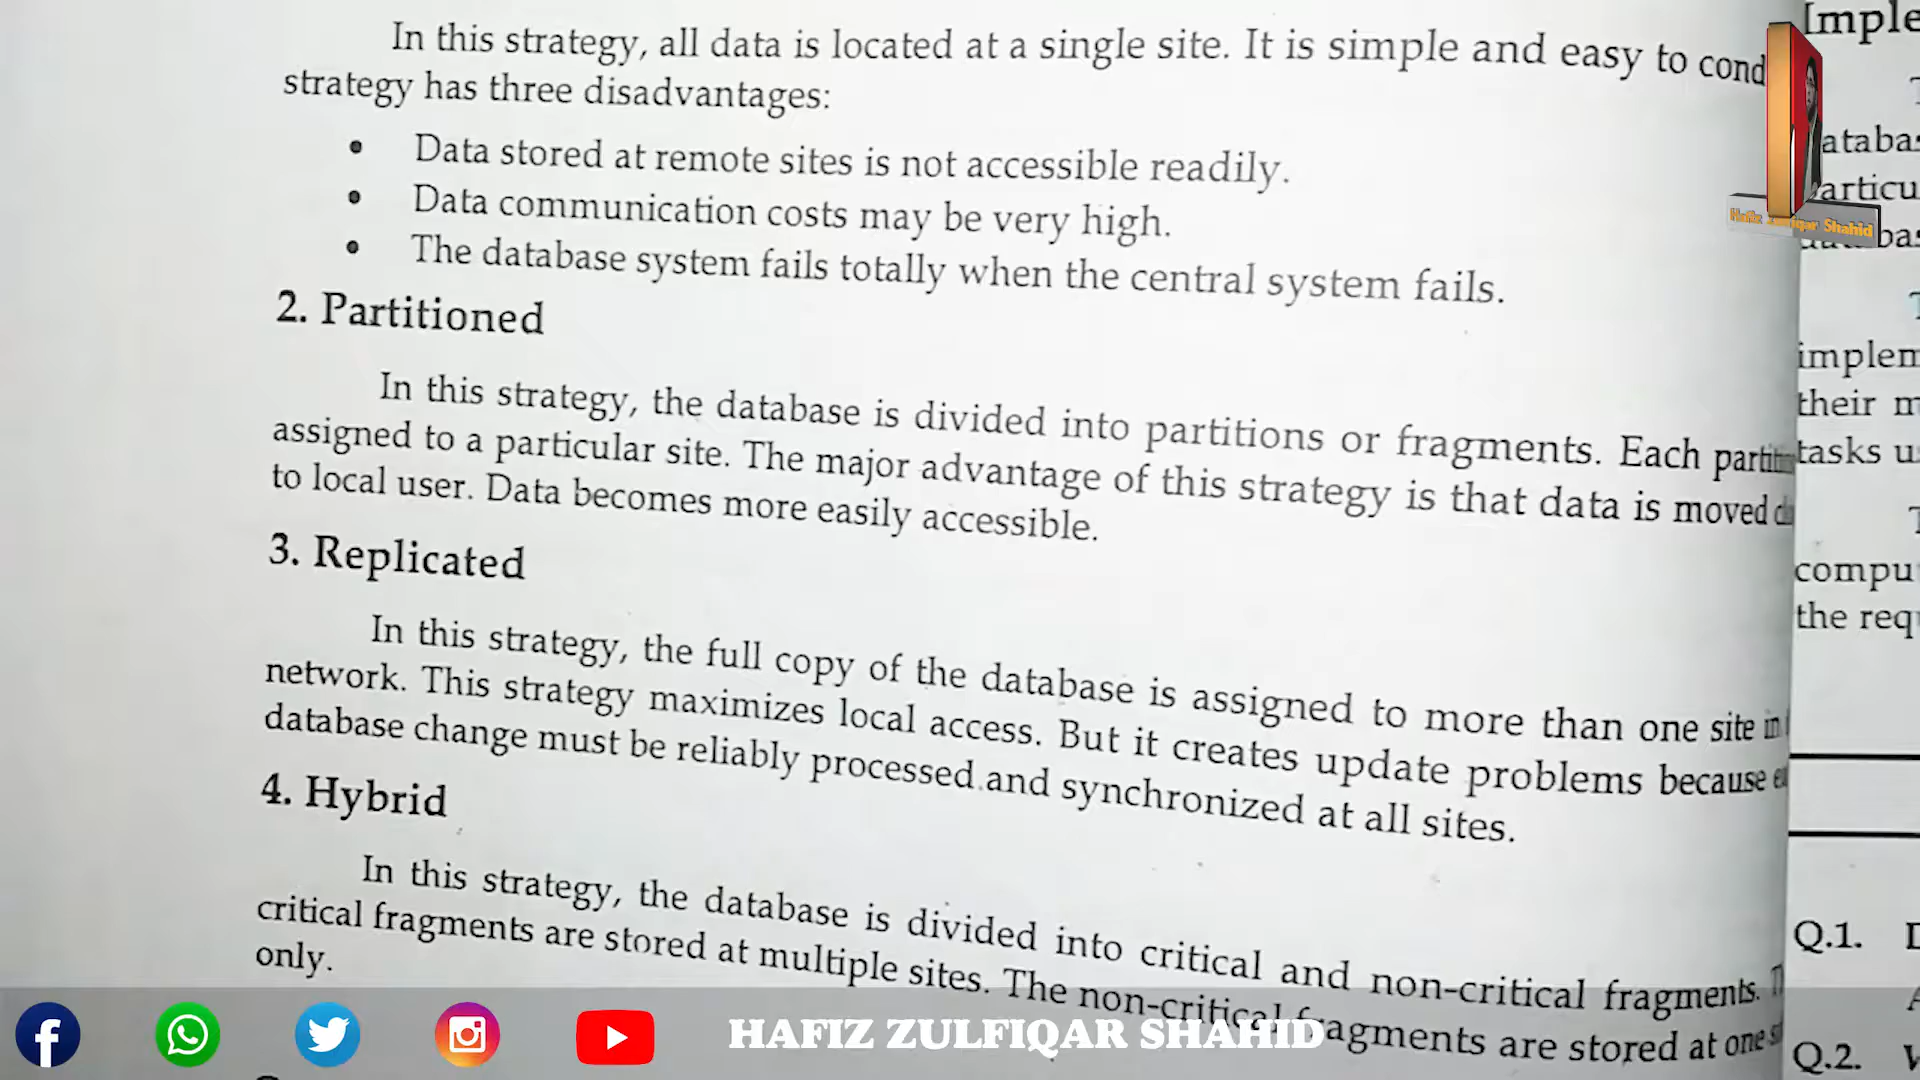 In this strategy, all data is located at a single site. It is simple and easy to
strategy has three disadvantages:
• Data stored at remote sites is not accessible readily.
• Data communication costs may be very high.
• The database system fails totally when the central system fails.
2. Partitioned
In this strategy, the database is divided into partitions or fragments. Each
assigned to a particular site. The major advantage of this strategy is that data is moved
to local user. Data becomes more easily accessible.
3. Replicated
In this strategy, the full copy of the database is assigned to more than one site in
network. This strategy maximizes local access. But it creates update problems because
database change must be reliably processed and synchronized at all sites.
4. Hybrid
In this strategy, the database is divided into critical and non-critical fragments.
critical fragments are stored at multiple sites. The non-critical fragments are stored at one
only.
their
tasks
the
Q.1.
Q.2.
Hafiz Zulfiqar Shahid
HAFIZ ZULFIQAR SHAHID